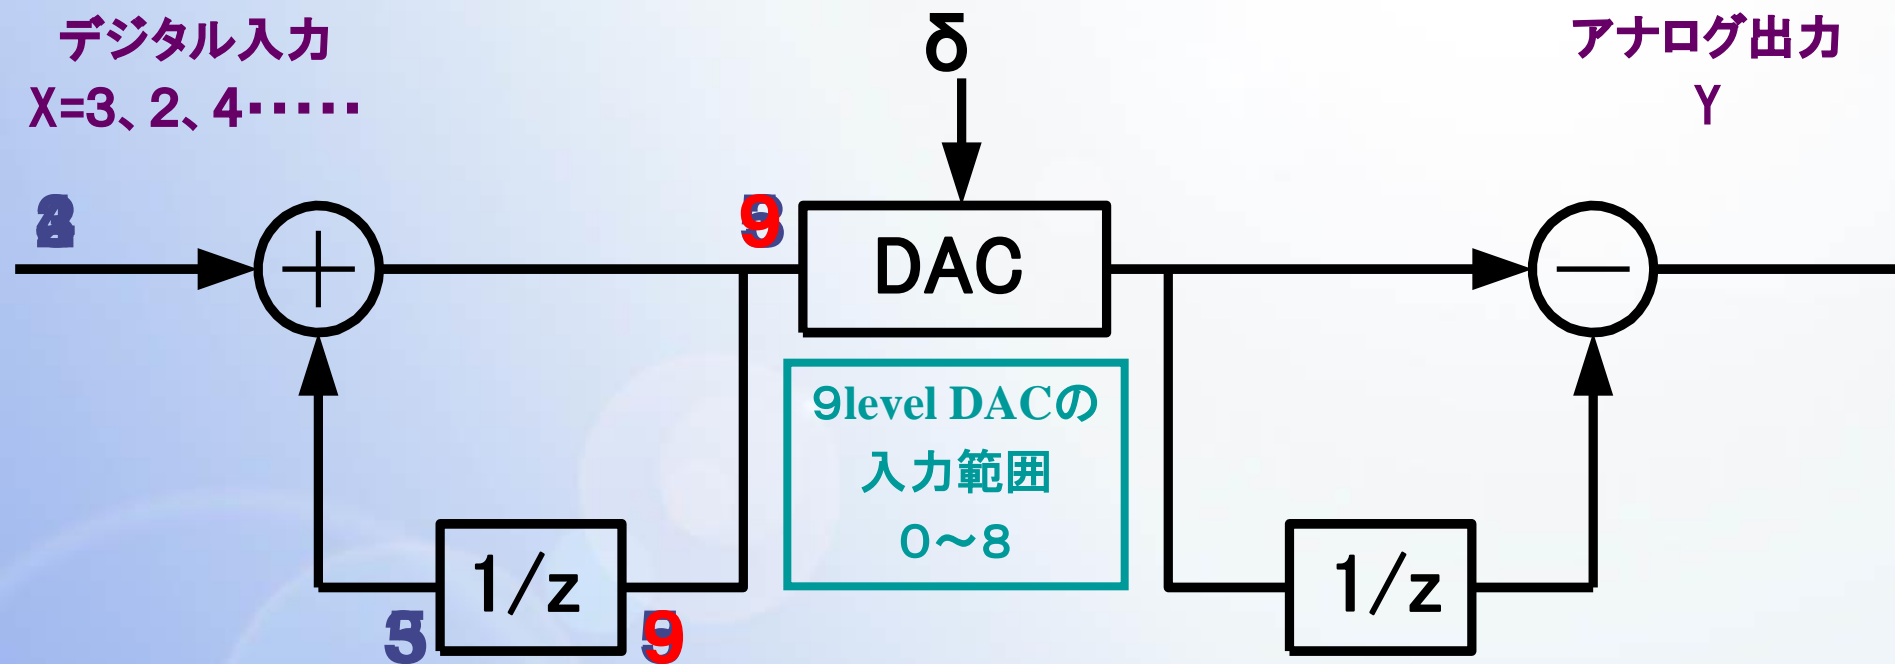 デジタル入力
X=3、2、4・・・・・
δ
アナログ出力
Y
9
DAC
9level DACの
入力範囲
0～8
1/z
9
1/z